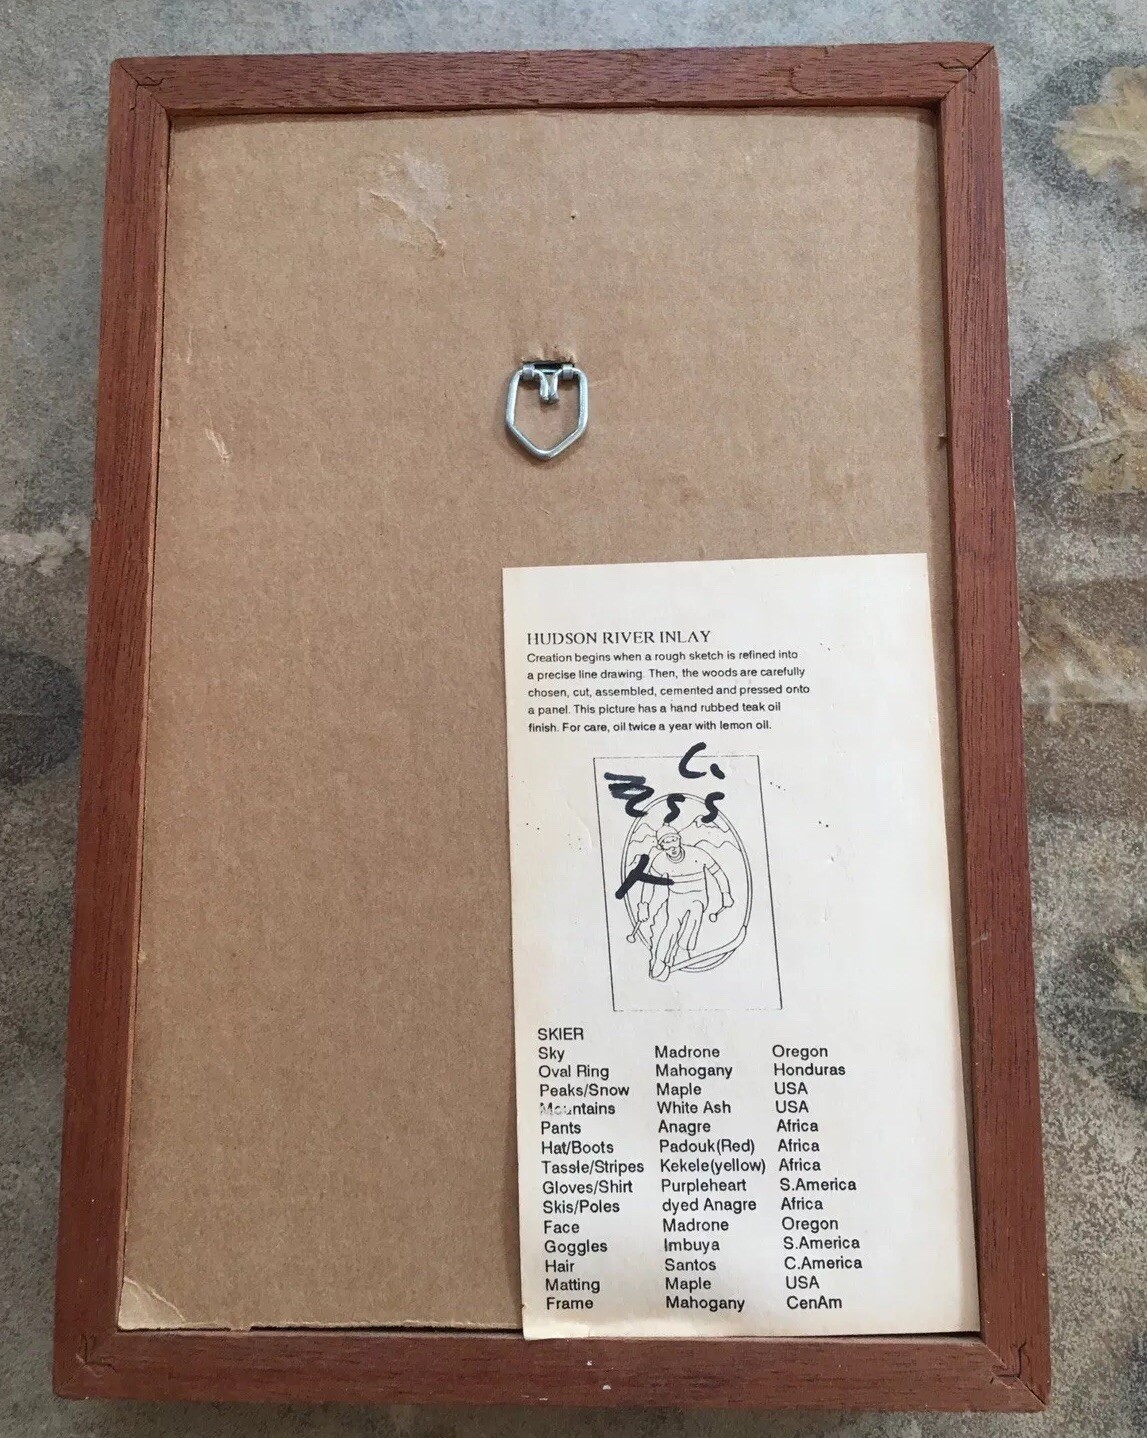 HUDSON RIVER INLAY
Creation begins when a rough sketch is refined into
a precise line drawing. Then, the woods are carefully
chosen, cut, assembled, cemented and pressed onto
a panel. This picture has a hand rubbed teak oil
finish. For care, oil twice a year with lemon oil.
SKIER
Sky Madrone Oregon
Oval Ring Mahogany Honduras
Peaks/Snow Maple USA
Mountains White Ash USA
Pants Anagre Africa
Hat/Boots Padouk(Red) Africa
Tassle/Stripes Kekele(yellow) Africa
Gloves/Shirt Purpleheart S.America
Skis/Poles dyed Anagre Africa
Face Madrone Oregon
Goggles Imbuya S.America
Hair Santos C.America
Matting Maple USA
Frame Mahogany CenAm